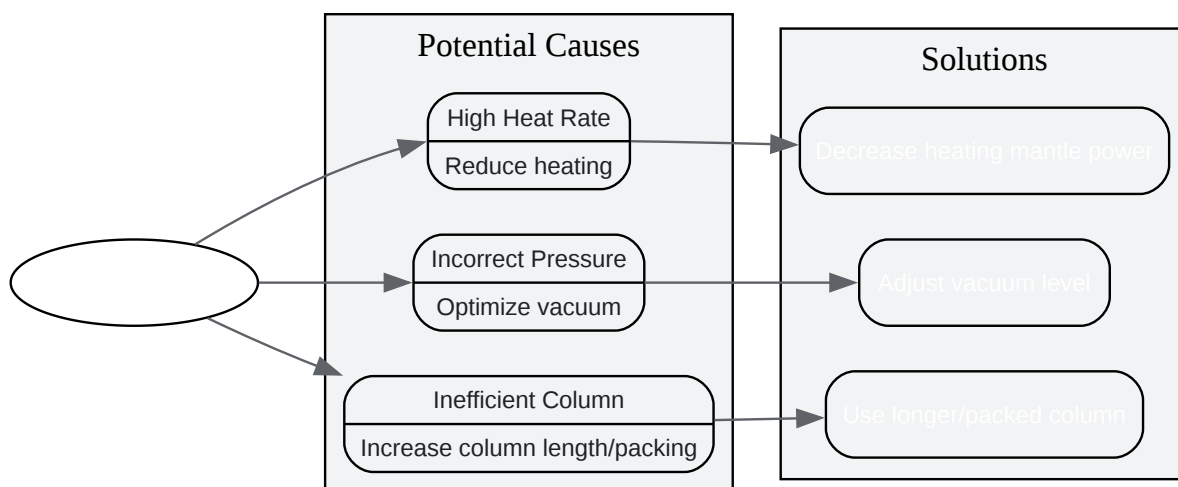 Potential Causes
High Heat Rate
Reduce heating
Incorrect Pressure
Optimize vacuum
Inefficient Column
Increase column length/packing
Solutions
Decrease heating mantle power
Adjust vacuum level
Use longer/packed column